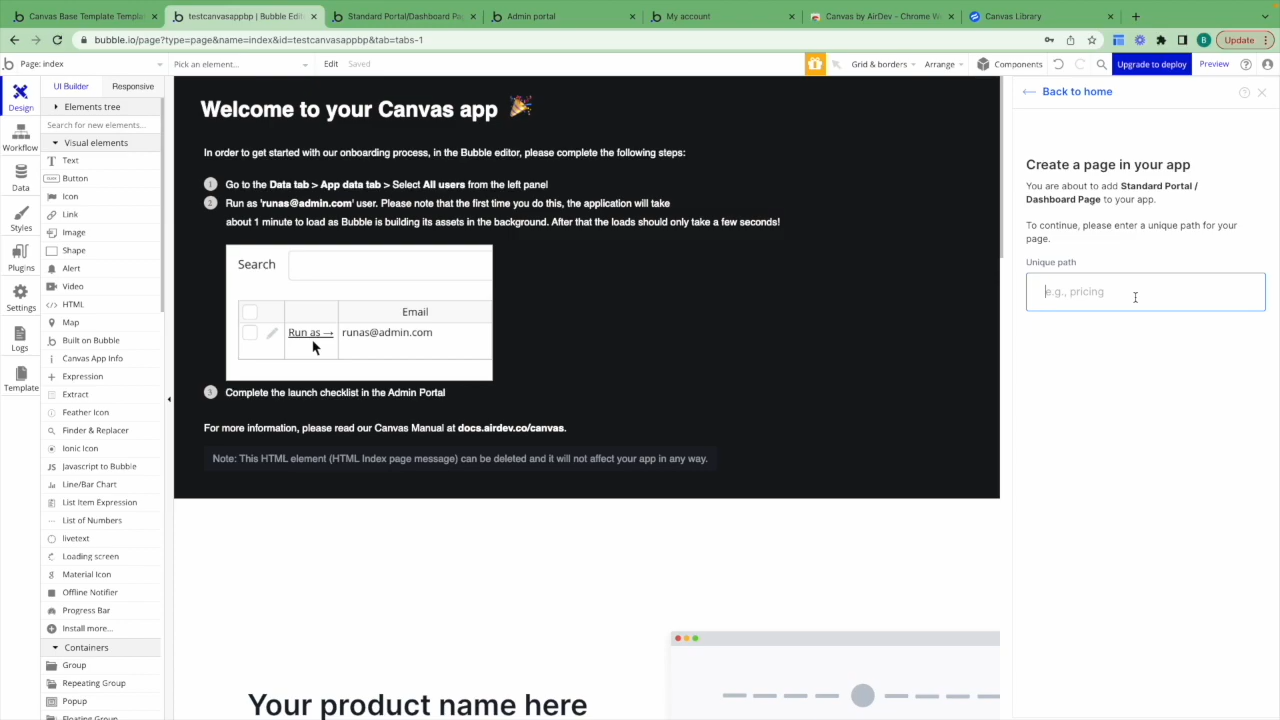 Canvas Base Template Templat
testcanvasappbp | Bubble Edit
Standard Portal/Dashboard Pa
Admin portal
My account
Canvas by AirDev - Chrome W
Canvas Library
bubble.io/page?type=page&name=index&id=testcanvasappbp&tab=tabs-1
B
Update
Page: index
Pick an element...
Edit
Saved
Grid & borders
Arrange
Components
Upgrade to deploy
Preview
Design
Workflow
Data
Styles
Plugins
Settings
Logs
Template
UI Builder
Responsive
Elements tree
Search for new elements...
Visual elements
Text
Button
Icon
Link
Image
Shape
Alert
Video
HTML
Map
Built on Bubble
Canvas App Info
Expression
Extract
Feather Icon
Finder & Replacer
Ionic Icon
Javascript to Bubble
Line/Bar Chart
List Item Expression
List of Numbers
livetext
Loading screen
Material Icon
Offline Notifier
Progress Bar
Install more...
Containers
Group
Repeating Group
Popup
Floating Group
Welcome to your Canvas app
In order to get started with our onboarding process, in the Bubble editor, please complete the following steps:
1 Go to the Data tab > App data tab > Select All users from the left panel
2 Run as 'runas@admin.com' user. Please note that the first time you do this, the application will take
about 1 minute to load as Bubble is building its assets in the background. After that the loads should only take a few seconds!
Search
Email
Run as → runas@admin.com
3 Complete the launch checklist in the Admin Portal
For more information, please read our Canvas Manual at docs.airdev.co/canvas.
Note: This HTML element (HTML Index page message) can be deleted and it will not affect your app in any way.
Your product name here
← Back to home
Create a page in your app
You are about to add Standard Portal /
Dashboard Page to your app.
To continue, please enter a unique path for your
page.
Unique path
e.g., pricing